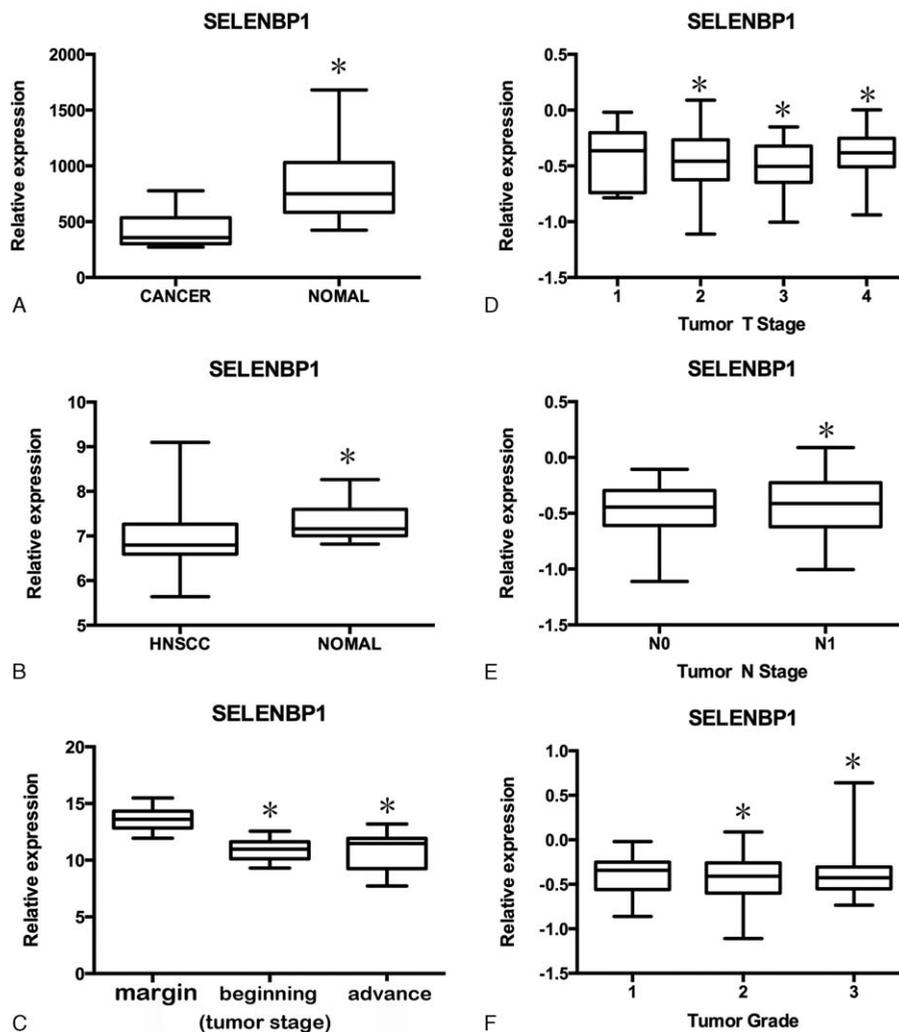 SELENBP1
2000
1500
1000
500
0
Relative expression
*
CANCER NOMAL
A
SELENBP1
10
9
8
7
6
5
Relative expression
*
HNSCC NOMAL
B
SELENBP1
20
15
10
5
0
Relative expression
* *
margin beginning advance
(tumor stage)
C
SELENBP1
0.5
0.0
-0.5
-1.0
-1.5
Relative expression
* * *
1 2 3 4
Tumor T Stage
D
SELENBP1
0.5
0.0
-0.5
-1.0
-1.5
Relative expression
*
N0 N1
Tumor N Stage
E
SELENBP1
1.0
0.5
0.0
-0.5
-1.0
-1.5
Relative expression
* *
1 2 3
Tumor Grade
F